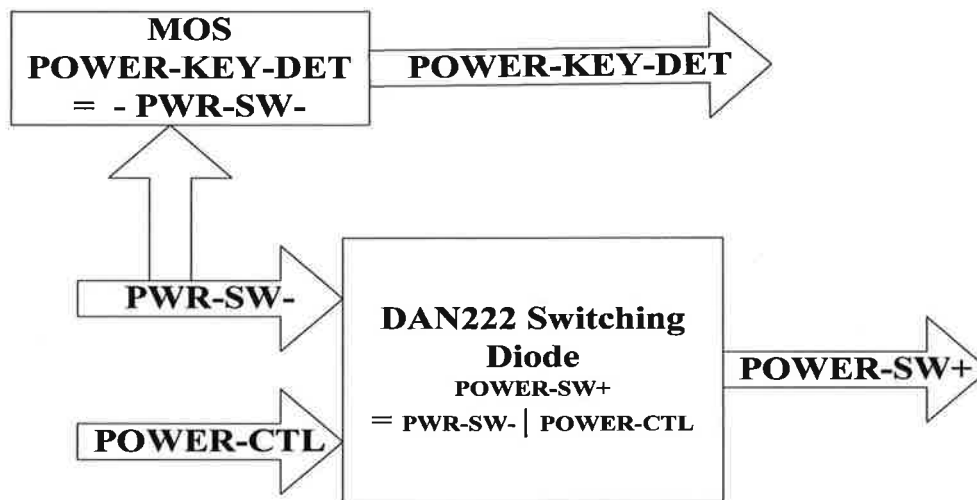 MOS
POWER-KEY-DET
= - PWR-SW-
POWER-KEY-DET
PWR-SW-
DAN222 Switching
Diode
POWER-SW+
= PWR-SW- | POWER-CTL
POWER-SW+
POWER-CTL